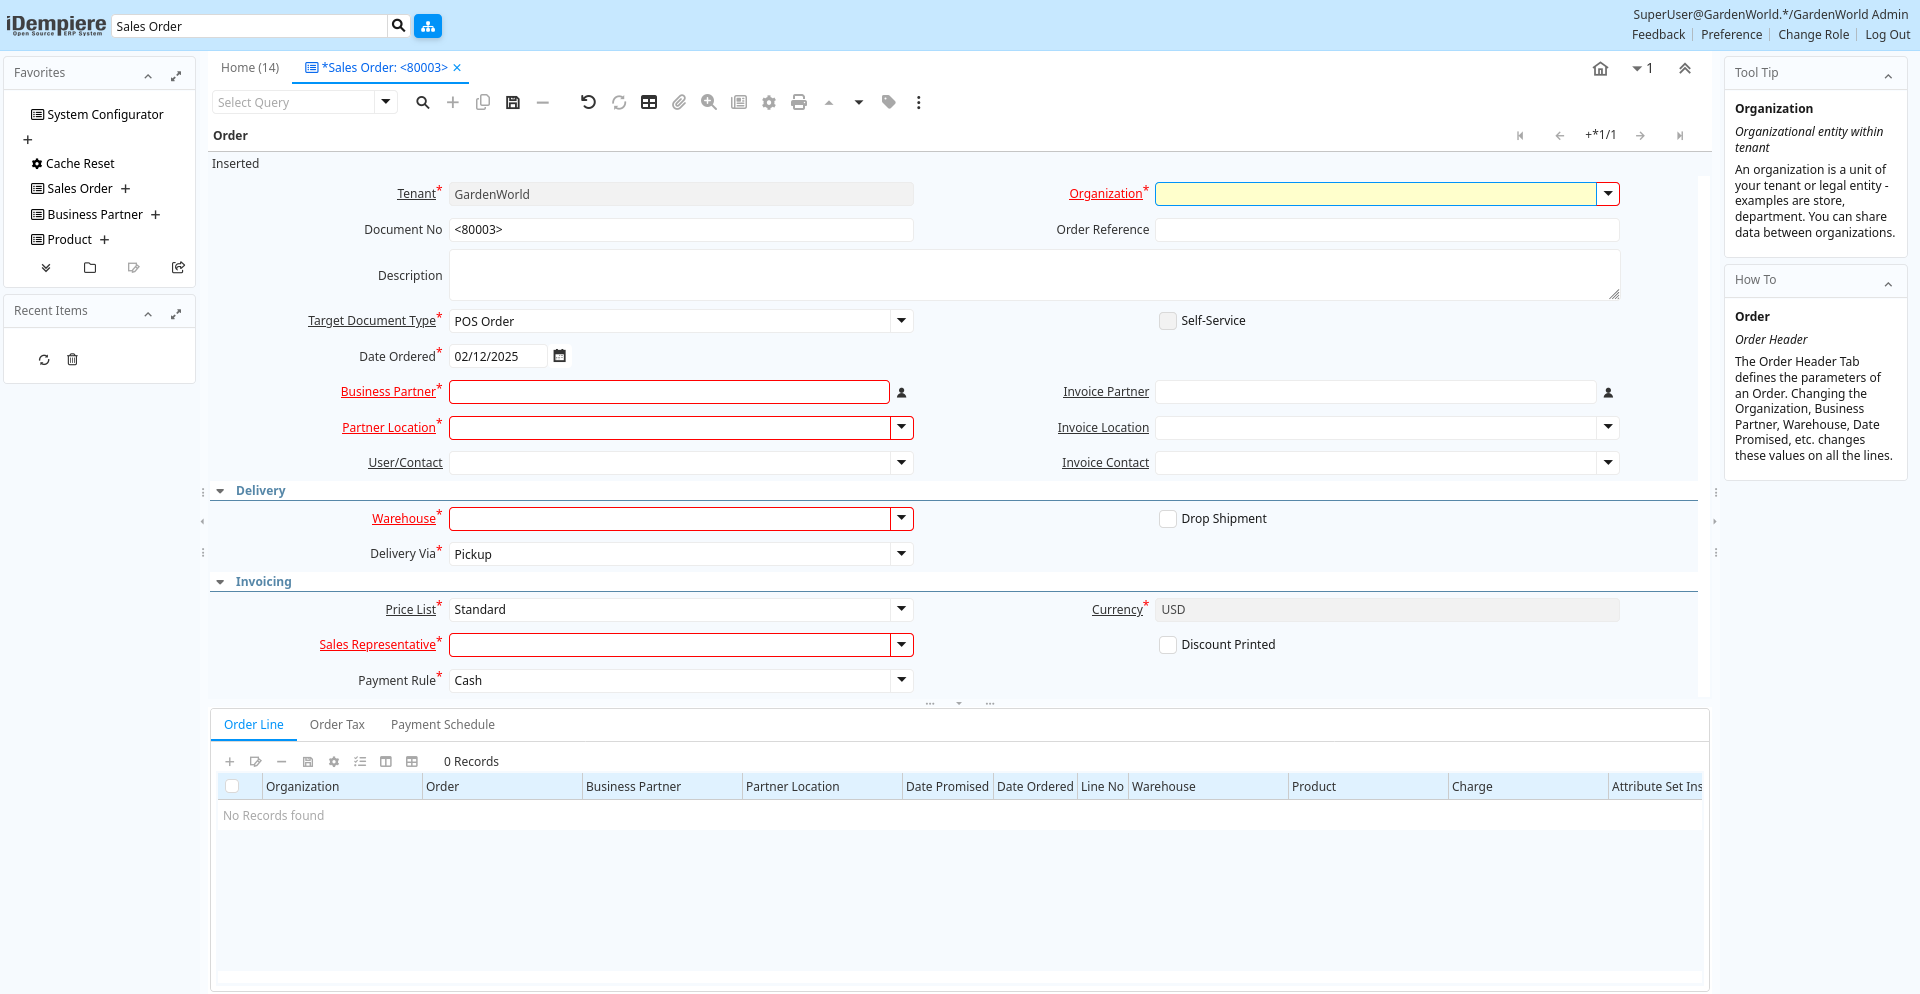 iDempiere
Open Source ERP System
Sales Order
SuperUser@GardenWorld.*/GardenWorld Admin
Feedback
Preference
Change Role
Log Out
Favorites
System Configurator
Cache Reset
Sales Order
Business Partner
Product
Recent Items
Home (14)
*Sales Order: <80003>
1
Select Query
Order
+*1/1
Inserted
Tenant* GardenWorld
Organization*
Document No <80003>
Order Reference
Description
Target Document Type* POS Order
Self-Service
Date Ordered* 02/12/2025
Business Partner*
Invoice Partner
Partner Location*
Invoice Location
User/Contact
Invoice Contact
Delivery
Warehouse*
Drop Shipment
Delivery Via* Pickup
Invoicing
Price List* Standard
Currency* USD
Sales Representative*
Discount Printed
Payment Rule* Cash
Order Line
Order Tax
Payment Schedule
0 Records
Organization
Order
Business Partner
Partner Location
Date Promised
Date Ordered
Line No
Warehouse
Product
Charge
Attribute Set Ins
No Records found
Tool Tip
Organization
Organizational entity within
tenant
An organization is a unit of
your tenant or legal entity -
examples are store,
department. You can share
data between organizations.
How To
Order
Order Header
The Order Header Tab
defines the parameters of
an Order. Changing the
Organization, Business
Partner, Warehouse, Date
Promised, etc. changes
these values on all the lines.